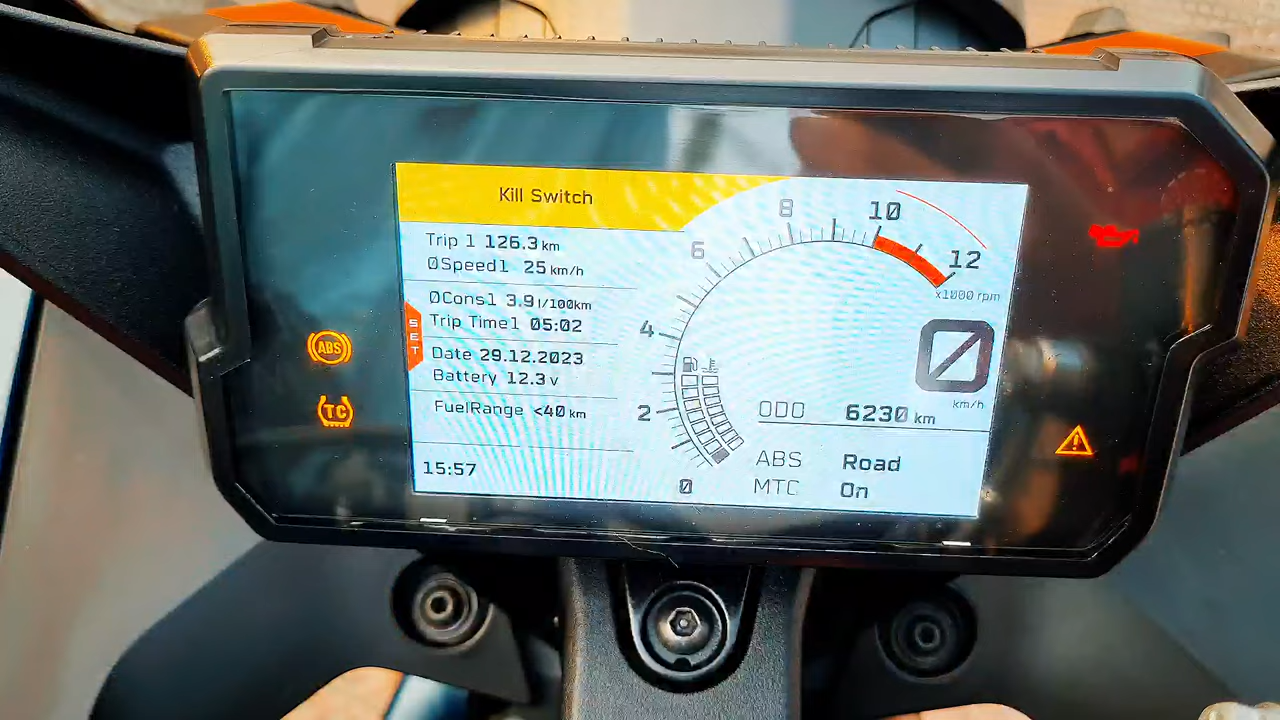 Kill Switch
Trip 1 126.3 km
ØSpeed1 25 km/h
ØCons1 3.9 l/100km
Trip Time1 05:02
Date 29.12.2023
Battery 12.3 V
FuelRange <40 km
15:57
SET
ABS
TC
0
2
4
6
8
10
12
x1000 rpm
0
km/h
ODO 6230 km
ABS Road
MTC On